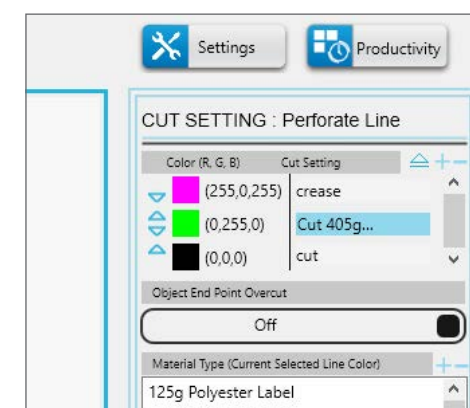 Settings Productivity
CUT SETTING : Perforate Line
Color (R, G, B) Cut Setting
(255,0,255) crease
(0,255,0) Cut 405g...
(0,0,0) cut
Object End Point Overcut
Off
Material Type (Current Selected Line Color)
125g Polyester Label